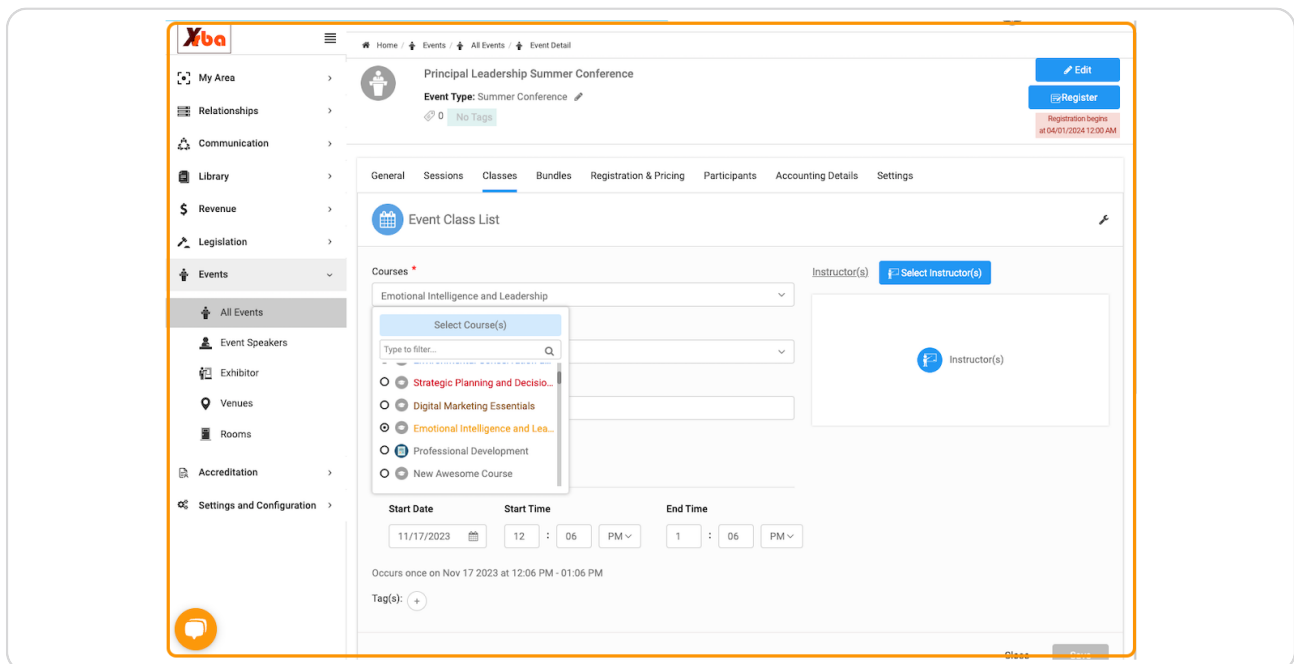 Xrba
Home / Events / All Events / Event Detail
My Area
Relationships
Communication
Library
Revenue
Legislation
Events
All Events
Event Speakers
Exhibitor
Venues
Rooms
Accreditation
Settings and Configuration
Principal Leadership Summer Conference
Event Type: Summer Conference
0 No Tags
Edit
Register
Registration begins
at 04/01/2024 12:00 AM
General Sessions Classes Bundles Registration & Pricing Participants Accounting Details Settings
Event Class List
Courses *
Emotional Intelligence and Leadership
Select Course(s)
Type to filter...
Strategic Planning and Decisio...
Digital Marketing Essentials
Emotional Intelligence and Lea...
Professional Development
New Awesome Course
Instructor(s) Select Instructor(s)
Instructor(s)
Start Date Start Time End Time
11/17/2023 12 : 06 PM 1 : 06 PM
Occurs once on Nov 17 2023 at 12:06 PM - 01:06 PM
Tag(s): +
Close Save